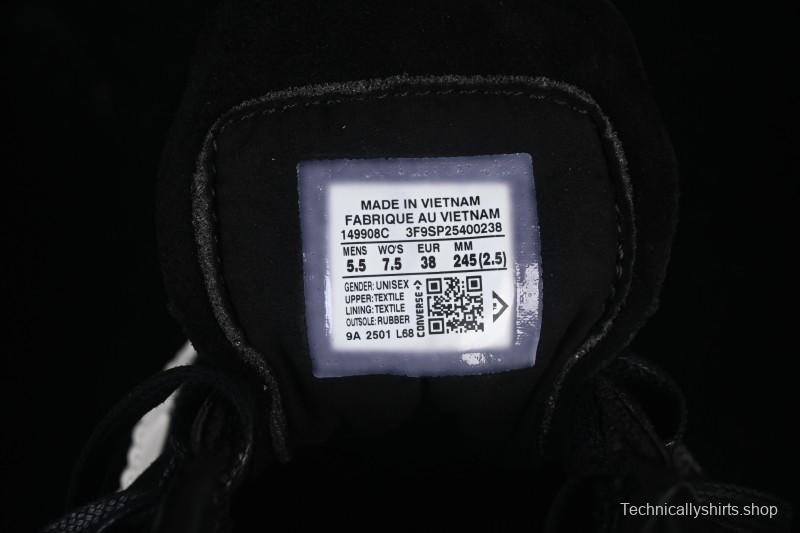 MADE IN VIETNAM
FABRIQUE AU VIETNAM
149908C 3F9SP25400238
MENS WO'S EUR MM
5.5 7.5 38 245(2.5)
GENDER: UNISEX
UPPER:TEXTILE
LINING:TEXTILE
OUTSOLE: RUBBER
9A 2501 L68
CONVERSE
Technicallyshirts.shop